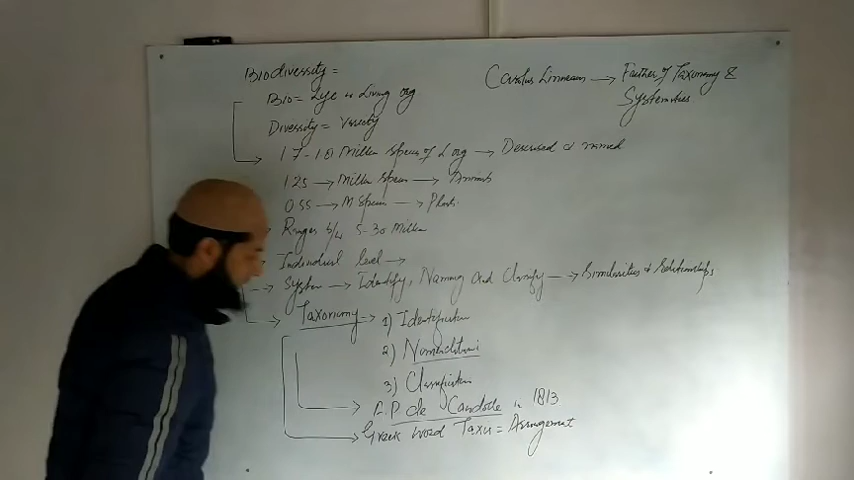 Biodiversity =
Bio = Life or Living org
Diversity = Variety
1.7 - 1.8 Million species of L org → Described & named
1.25 → Million species → Animals
0.55 → M species → Plants.
Ranges b/w 5-30 Million
Individual level →
System → Identify, Naming and Classify → Similarities & Relationships
Taxonomy → 1) Identification
2) Nomenclature
3) Classification
A.P de Candolle in 1813
Greek word Taxis = Arrangement
Carolus Linnaeus → Father of Taxonomy &
Systematics